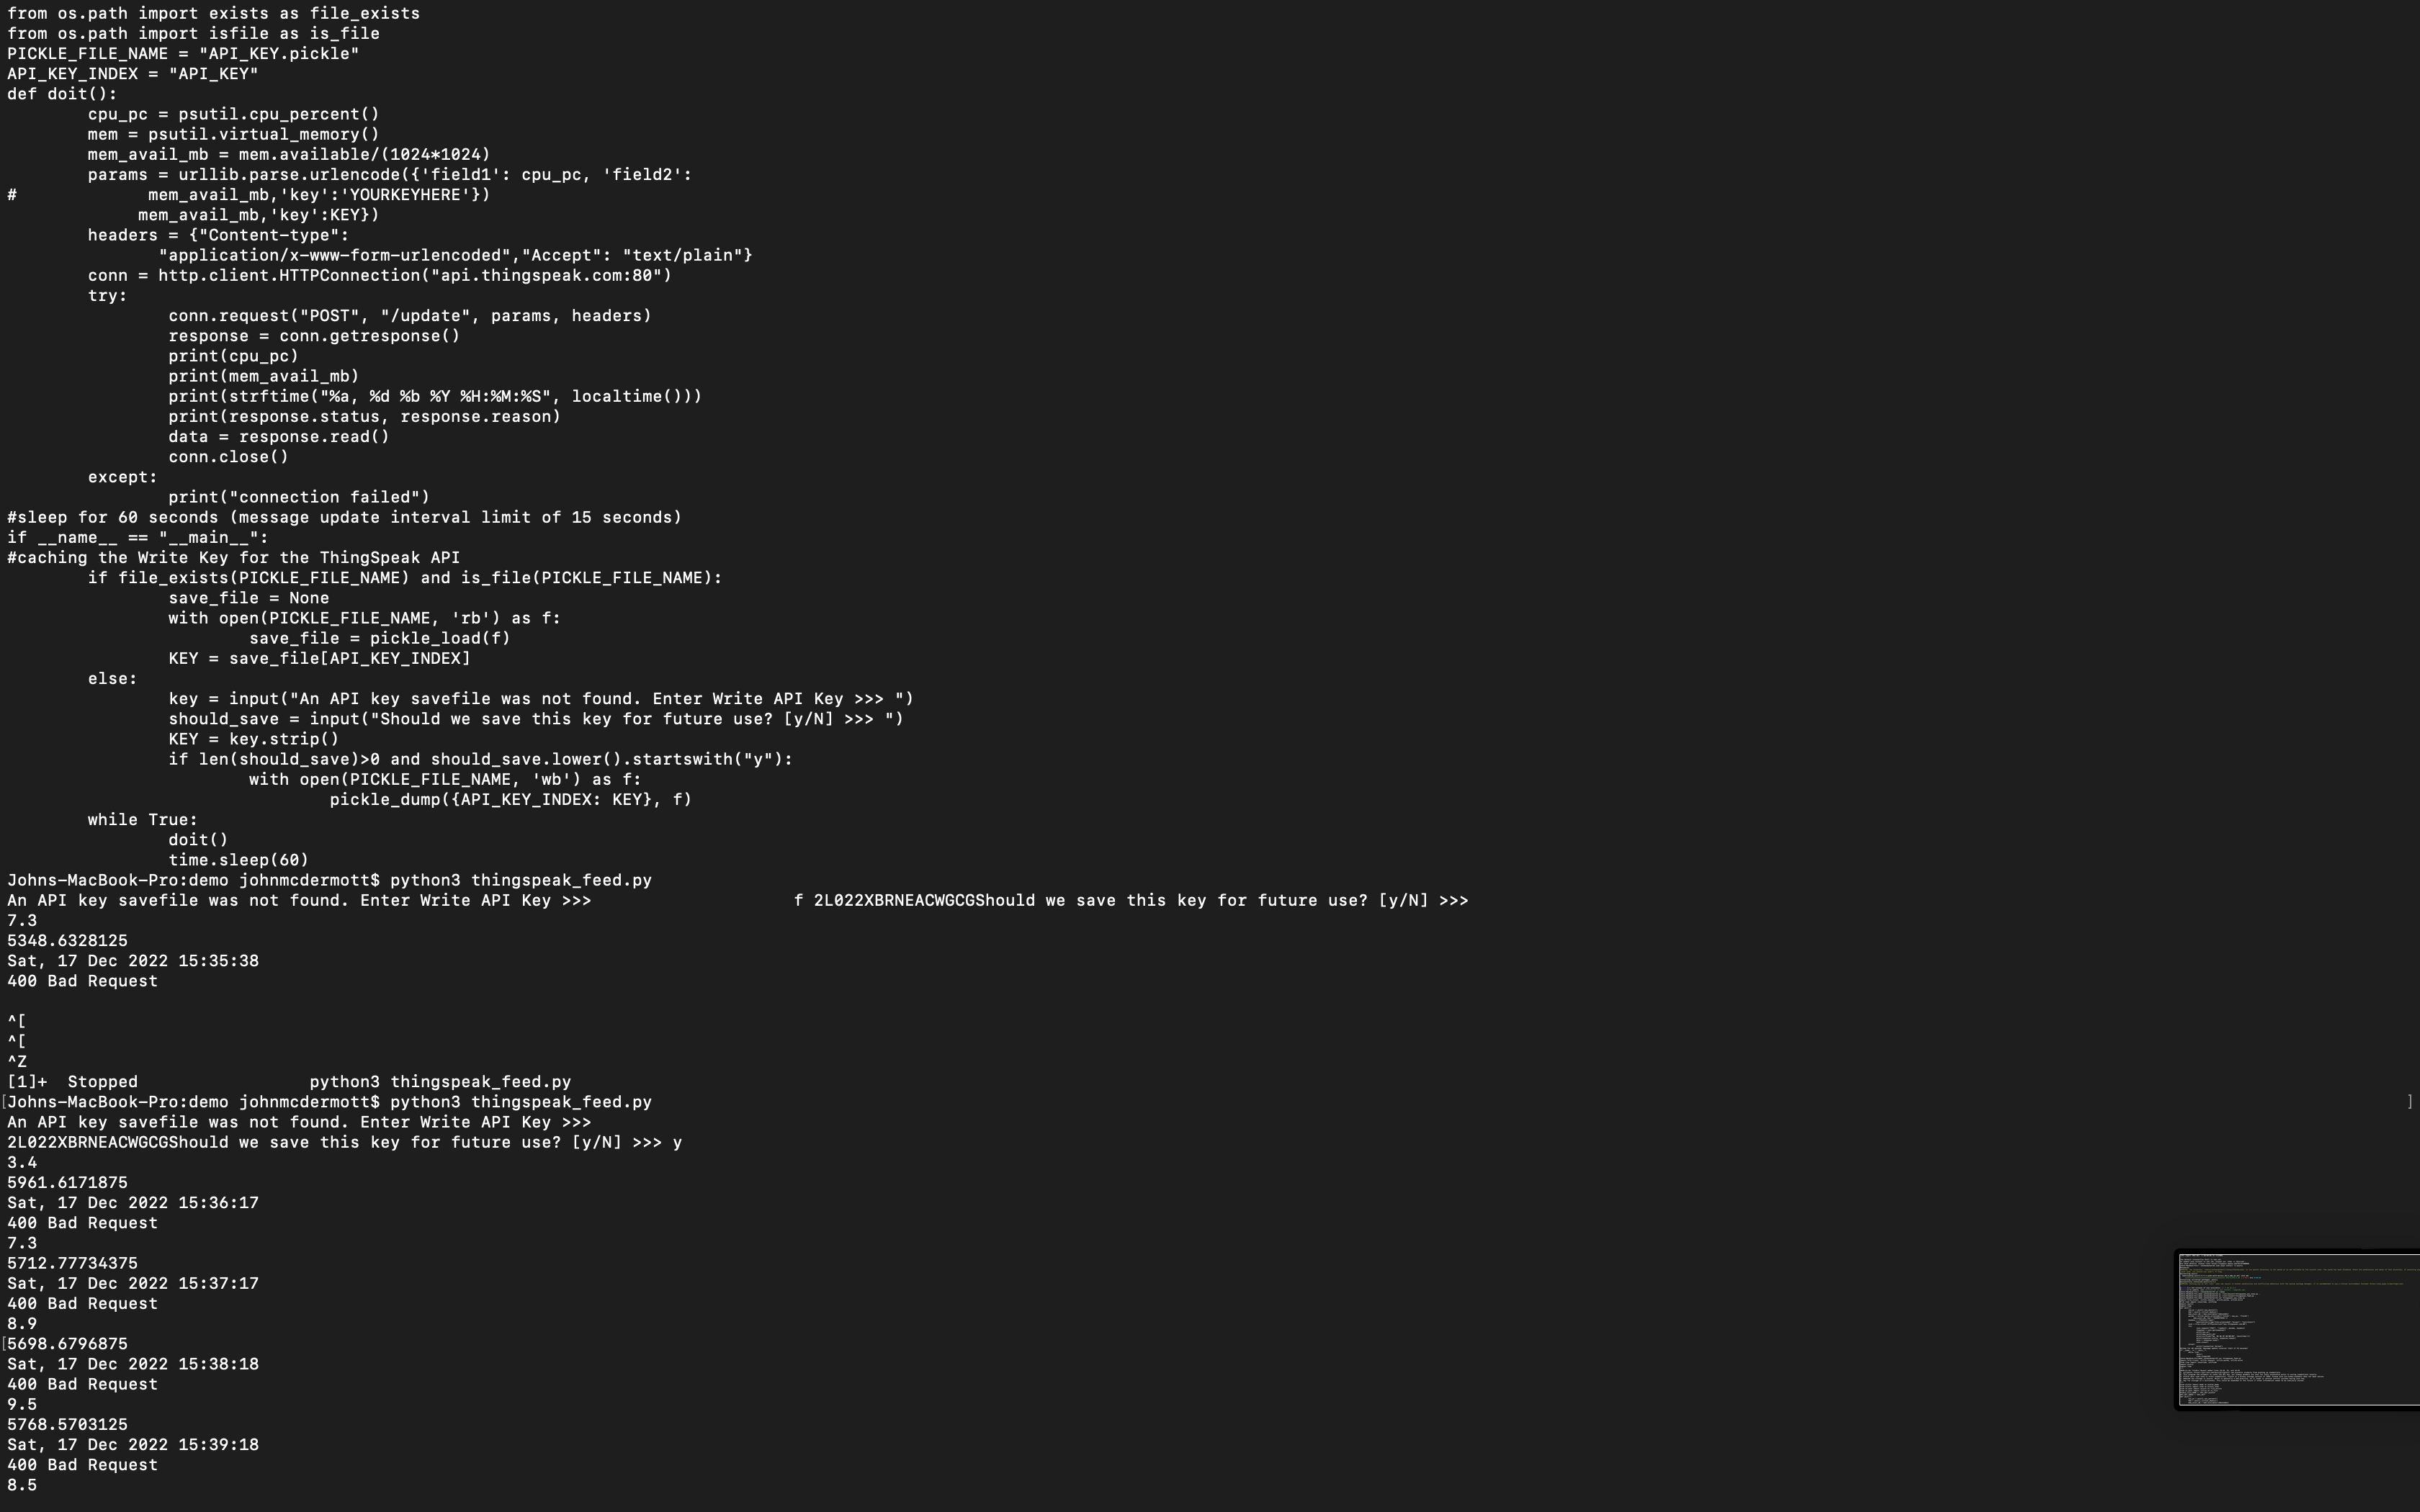 from os.path import exists as file_exists
from os.path import isfile as is_file
PICKLE_FILE_NAME = "API_KEY.pickle"
API_KEY_INDEX = "API_KEY"
def doit():
        cpu_pc = psutil.cpu_percent()
        mem = psutil.virtual_memory()
        mem_avail_mb = mem.available/(1024*1024)
        params = urllib.parse.urlencode({'field1': cpu_pc, 'field2':
#             mem_avail_mb,'key':'YOURKEYHERE'})
             mem_avail_mb,'key':KEY})
        headers = {"Content-type":
               "application/x-www-form-urlencoded","Accept": "text/plain"}
        conn = http.client.HTTPConnection("api.thingspeak.com:80")
        try:
                conn.request("POST", "/update", params, headers)
                response = conn.getresponse()
                print(cpu_pc)
                print(mem_avail_mb)
                print(strftime("%a, %d %b %Y %H:%M:%S", localtime()))
                print(response.status, response.reason)
                data = response.read()
                conn.close()
        except:
                print("connection failed")
#sleep for 60 seconds (message update interval limit of 15 seconds)
if __name__ == "__main__":
#caching the Write Key for the ThingSpeak API
        if file_exists(PICKLE_FILE_NAME) and is_file(PICKLE_FILE_NAME):
                save_file = None
                with open(PICKLE_FILE_NAME, 'rb') as f:
                        save_file = pickle_load(f)
                KEY = save_file[API_KEY_INDEX]
        else:
                key = input("An API key savefile was not found. Enter Write API Key >>> ")
                should_save = input("Should we save this key for future use? [y/N] >>> ")
                KEY = key.strip()
                if len(should_save)>0 and should_save.lower().startswith("y"):
                        with open(PICKLE_FILE_NAME, 'wb') as f:
                                pickle_dump({API_KEY_INDEX: KEY}, f)
        while True:
                doit()
                time.sleep(60)
Johns-MacBook-Pro:demo johnmcdermott$ python3 thingspeak_feed.py
An API key savefile was not found. Enter Write API Key >>>                    f 2L022XBRNEACWGCGShould we save this key for future use? [y/N] >>>
7.3
5348.6328125
Sat, 17 Dec 2022 15:35:38
400 Bad Request
^[
^[
^Z
[1]+  Stopped                 python3 thingspeak_feed.py
[Johns-MacBook-Pro:demo johnmcdermott$ python3 thingspeak_feed.py ]
An API key savefile was not found. Enter Write API Key >>>
2L022XBRNEACWGCGShould we save this key for future use? [y/N] >>> y
3.4
5961.6171875
Sat, 17 Dec 2022 15:36:17
400 Bad Request
7.3
5712.77734375
Sat, 17 Dec 2022 15:37:17
400 Bad Request
8.9
[5698.6796875
Sat, 17 Dec 2022 15:38:18
400 Bad Request
9.5
5768.5703125
Sat, 17 Dec 2022 15:39:18
400 Bad Request
8.5